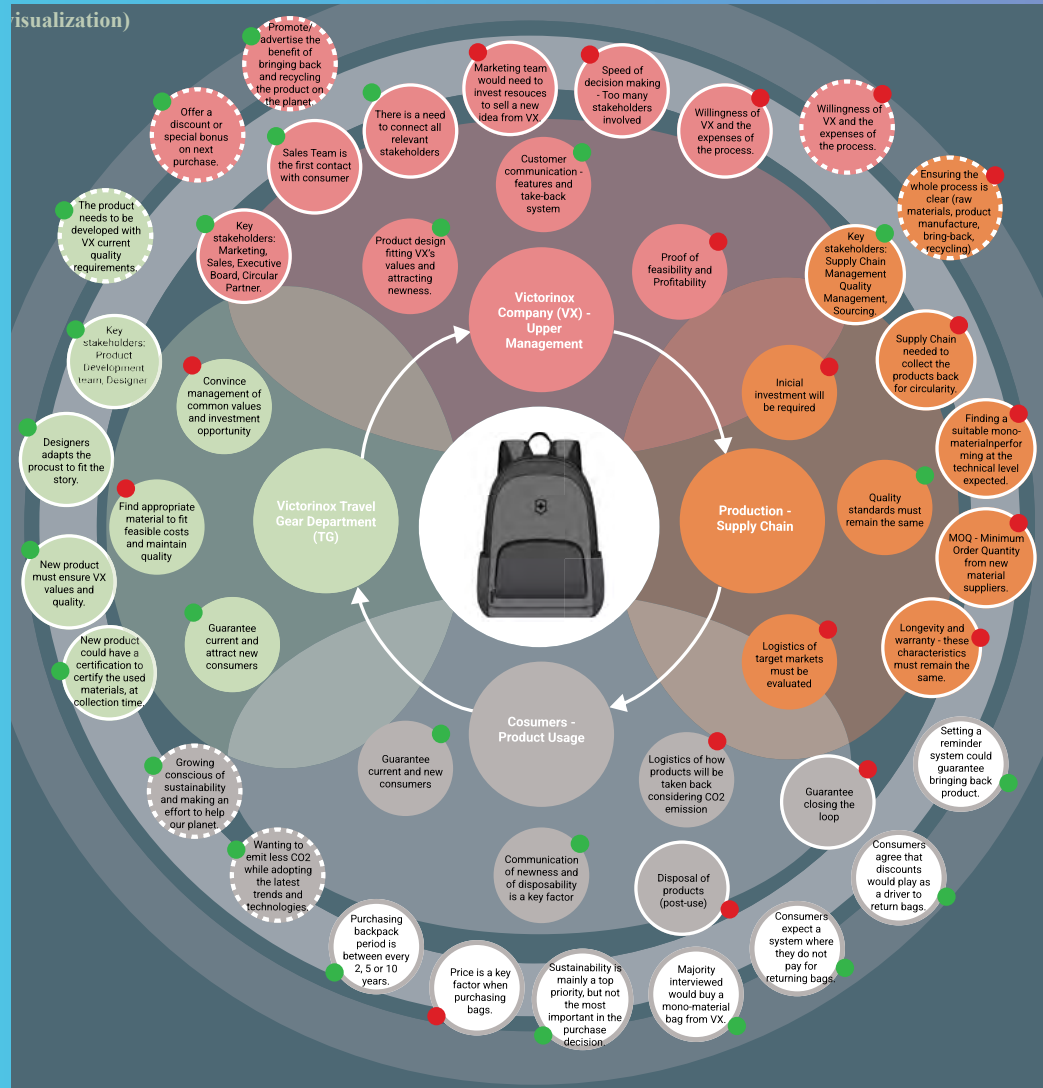 visualization)
Promote/
advertise the
benefit of
bringing back
and recycling
the product on
the planet.
Marketing team
would need to
invest resouces
to sell a new
idea from VX.
Speed of
decision making
- Too many
stakeholders
involved
Offer a
discount or
special bonus
on next
purchase.
There is a need
to connect all
relevant
stakeholders
Willingness of
VX and the
expenses of
the process.
Willingness of
VX and the
expenses of
the process.
Sales Team is
the first contact
with consumer
Customer
communication -
features and
take-back
system
Ensuring the
whole process is
clear (raw
materials, product
manufacture,
bring-back,
recycling)
The product
needs to be
developed with
VX current
quality
requirements.
Key
stakeholders:
Marketing,
Sales, Executive
Board, Circular
Partner.
Product design
fitting VX's
values and
attracting
newness.
Proof of
feasibility and
Profitability
Key
stakeholders:
Supply Chain
Management
Quality
Management,
Sourcing.
Victorinox
Company (VX) -
Upper
Management
Key
stakeholders:
Product
Development
team, Designer
Convince
management of
common values
and investment
opportunity
Inicial
investment will
be required
Supply Chain
needed to
collect the
products back
for circularity.
Designers
adapts the
procust to fit the
story.
Finding a
suitable mono-
materialnperfor
ming at the
technical level
expected.
Find appropriate
material to fit
feasible costs
and maintain
quality
Victorinox Travel
Gear Department
(TG)
Production -
Supply Chain
Quality
standards must
remain the same
New product
must ensure VX
values and
quality.
MOQ - Minimum
Order Quantity
from new
material
suppliers.
New product
could have a
certification to
certify the used
materials, at
collection time.
Guarantee
current and
attract new
consumers
Logistics of
target markets
must be
evaluated
Longevity and
warranty - these
characteristics
must remain the
same.
Cosumers -
Product Usage
Growing
conscious of
sustainability
and making an
effort to help
our planet.
Guarantee
current and new
consumers
Logistics of how
products will be
taken back
considering CO2
emission
Guarantee
closing the
loop
Setting a
reminder
system could
guarantee
bringing back
product.
Wanting to
emit less CO2
while adopting
the latest
trends and
technologies.
Communication
of newness and
of disposability
is a key factor
Disposal of
products
(post-use)
Consumers
agree that
discounts
would play as
a driver to
return bags.
Purchasing
backpack
period is
between every
2, 5 or 10
years.
Price is a key
factor when
purchasing
bags.
Sustainability is
mainly a top
priority, but not
the most
important in the
purchase
decision.
Majority
interviewed
would buy a
mono-material
bag from VX.
Consumers
expect a
system where
they do not
pay for
returning bags.